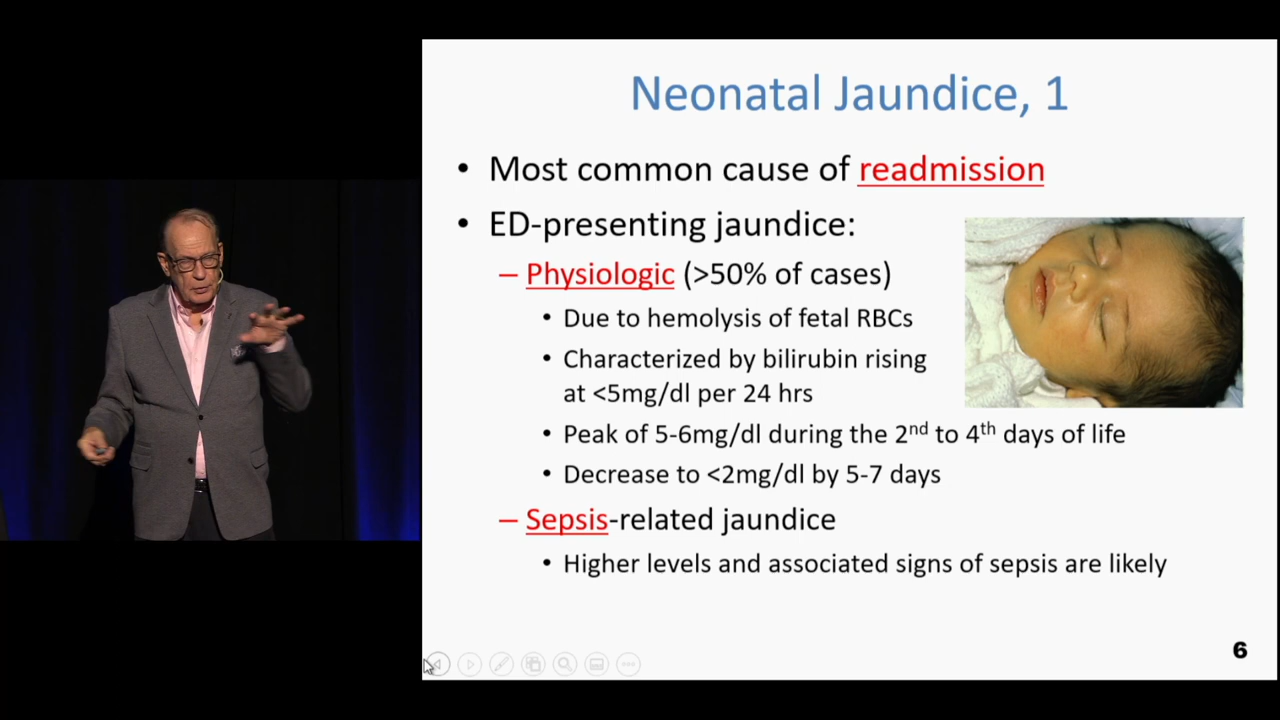 Neonatal Jaundice, 1
• Most common cause of readmission
• ED-presenting jaundice:
– Physiologic (>50% of cases)
• Due to hemolysis of fetal RBCs
• Characterized by bilirubin rising
at <5mg/dl per 24 hrs
• Peak of 5-6mg/dl during the 2nd to 4th days of life
• Decrease to <2mg/dl by 5-7 days
– Sepsis-related jaundice
• Higher levels and associated signs of sepsis are likely
6